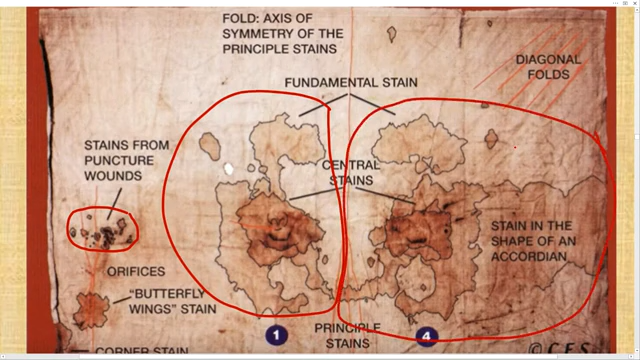 FOLD: AXIS OF
SYMMETRY OF THE
PRINCIPLE STAINS
DIAGONAL
FOLDS
FUNDAMENTAL STAIN
STAINS FROM
PUNCTURE
WOUNDS
CENTRAL
STAINS
STAIN IN THE
SHAPE OF AN
ACCORDIAN
ORIFICES
"BUTTERFLY
WINGS" STAIN
1
PRINCIPLE
STAINS
4
CORNER STAIN
© C.E.S.